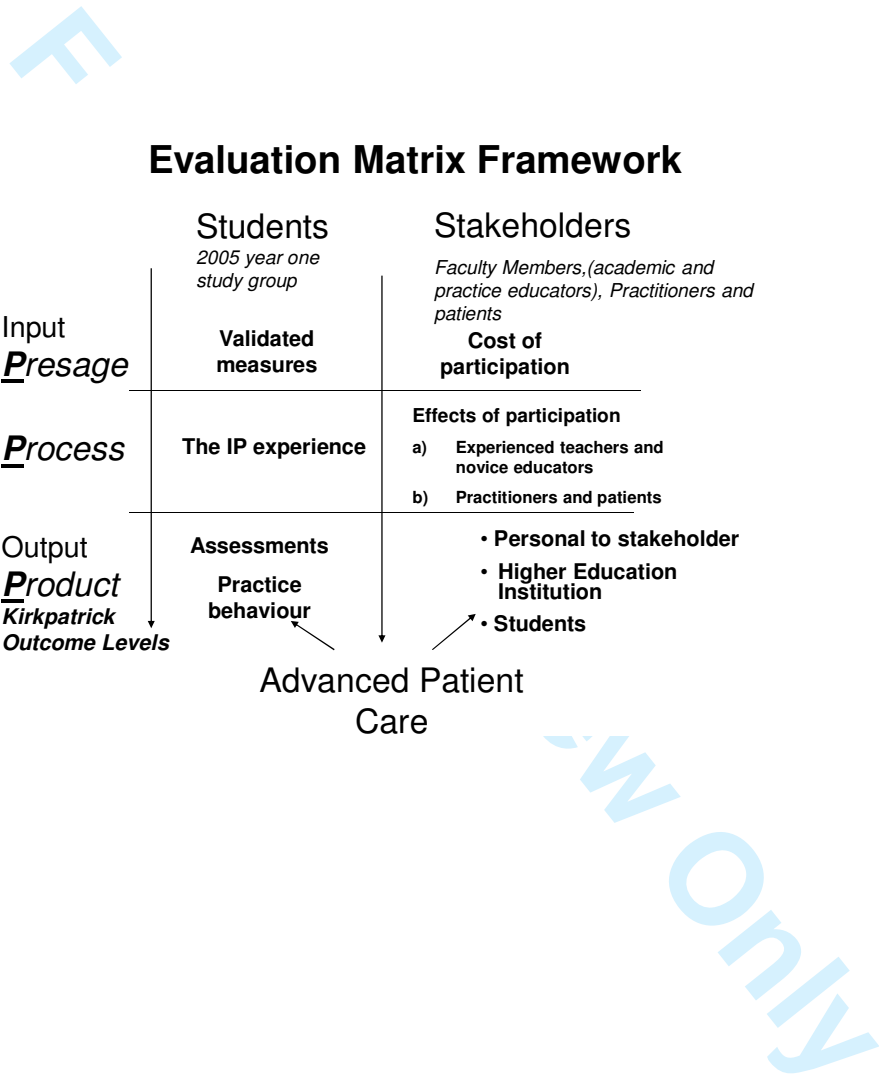 F
Evaluation Matrix Framework
Students
2005 year one
study group
Stakeholders
Faculty Members,(academic and
practice educators), Practitioners and
patients
Input
Presage
Validated
measures
Cost of
participation
Process
The IP experience
Effects of participation
a) Experienced teachers and
novice educators
b) Practitioners and patients
Output
Product
Kirkpatrick
Outcome Levels
Assessments
Practice
behaviour
• Personal to stakeholder
• Higher Education
Institution
• Students
Advanced Patient
Care
w Only